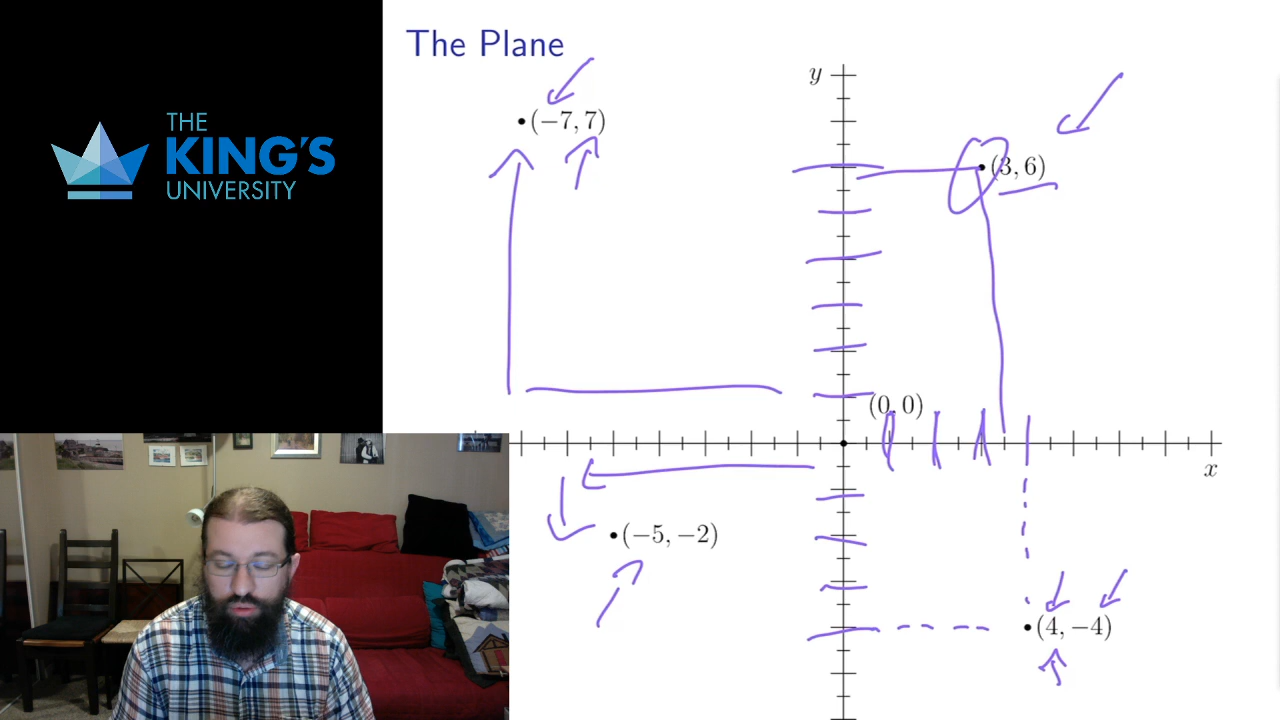 THE
KING'S
UNIVERSITY
The Plane
y
(−7, 7)
(3, 6)
(0, 0)
x
(−5, −2)
(4, −4)